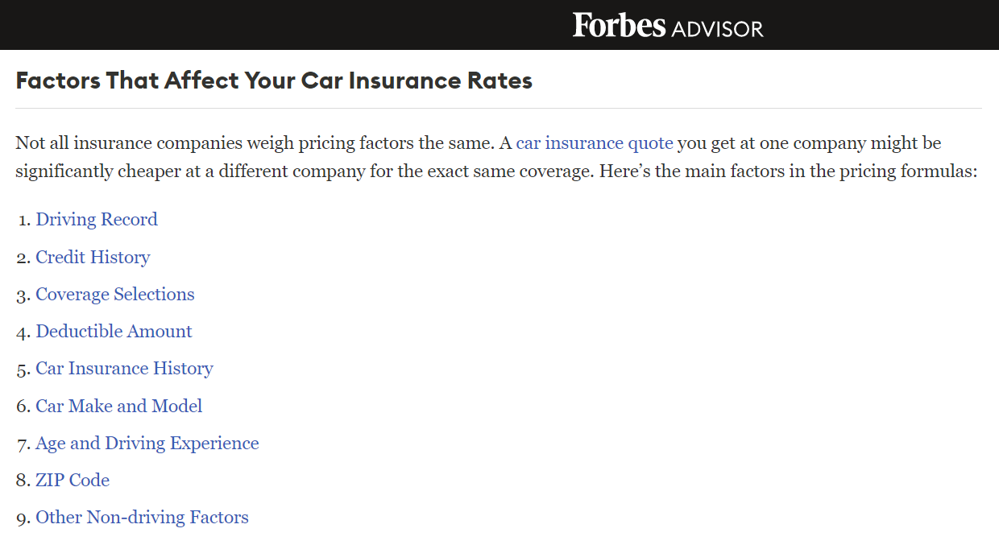 Forbes ADVISOR
Factors That Affect Your Car Insurance Rates
Not all insurance companies weigh pricing factors the same. A car insurance quote you get at one company might be
significantly cheaper at a different company for the exact same coverage. Here’s the main factors in the pricing formulas:
1. Driving Record
2. Credit History
3. Coverage Selections
4. Deductible Amount
5. Car Insurance History
6. Car Make and Model
7. Age and Driving Experience
8. ZIP Code
9. Other Non-driving Factors